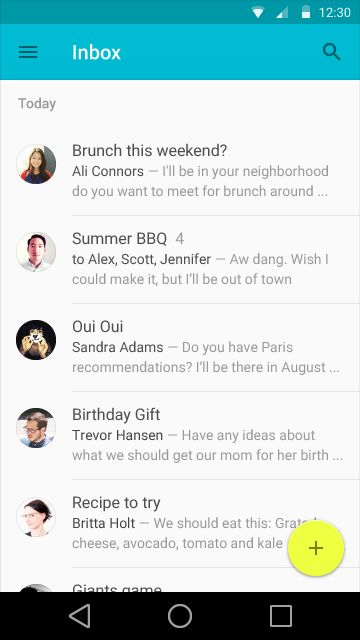 12:30
Inbox
Today
Brunch this weekend?
Ali Connors — I'll be in your neighborhood
do you want to meet for brunch around ...
Summer BBQ 4
to Alex, Scott, Jennifer — Aw dang. Wish I
could make it, but I'll be out of town
Oui Oui
Sandra Adams — Do you have Paris
recommendations? I'll be there in August ...
Birthday Gift
Trevor Hansen — Have any ideas about
what we should get our mom for her birth ...
Recipe to try
Britta Holt — We should eat this: Grated
cheese, avocado, tomato and kale
Giants game